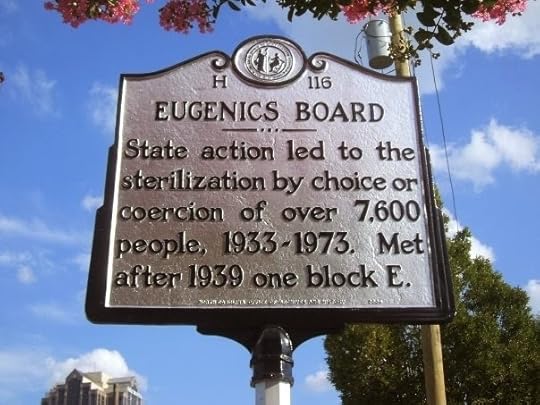 H 116
EUGENICS BOARD
State action led to the
sterilization by choice or
coercion of over 7,600
people, 1933-1973. Met
after 1939 one block E.